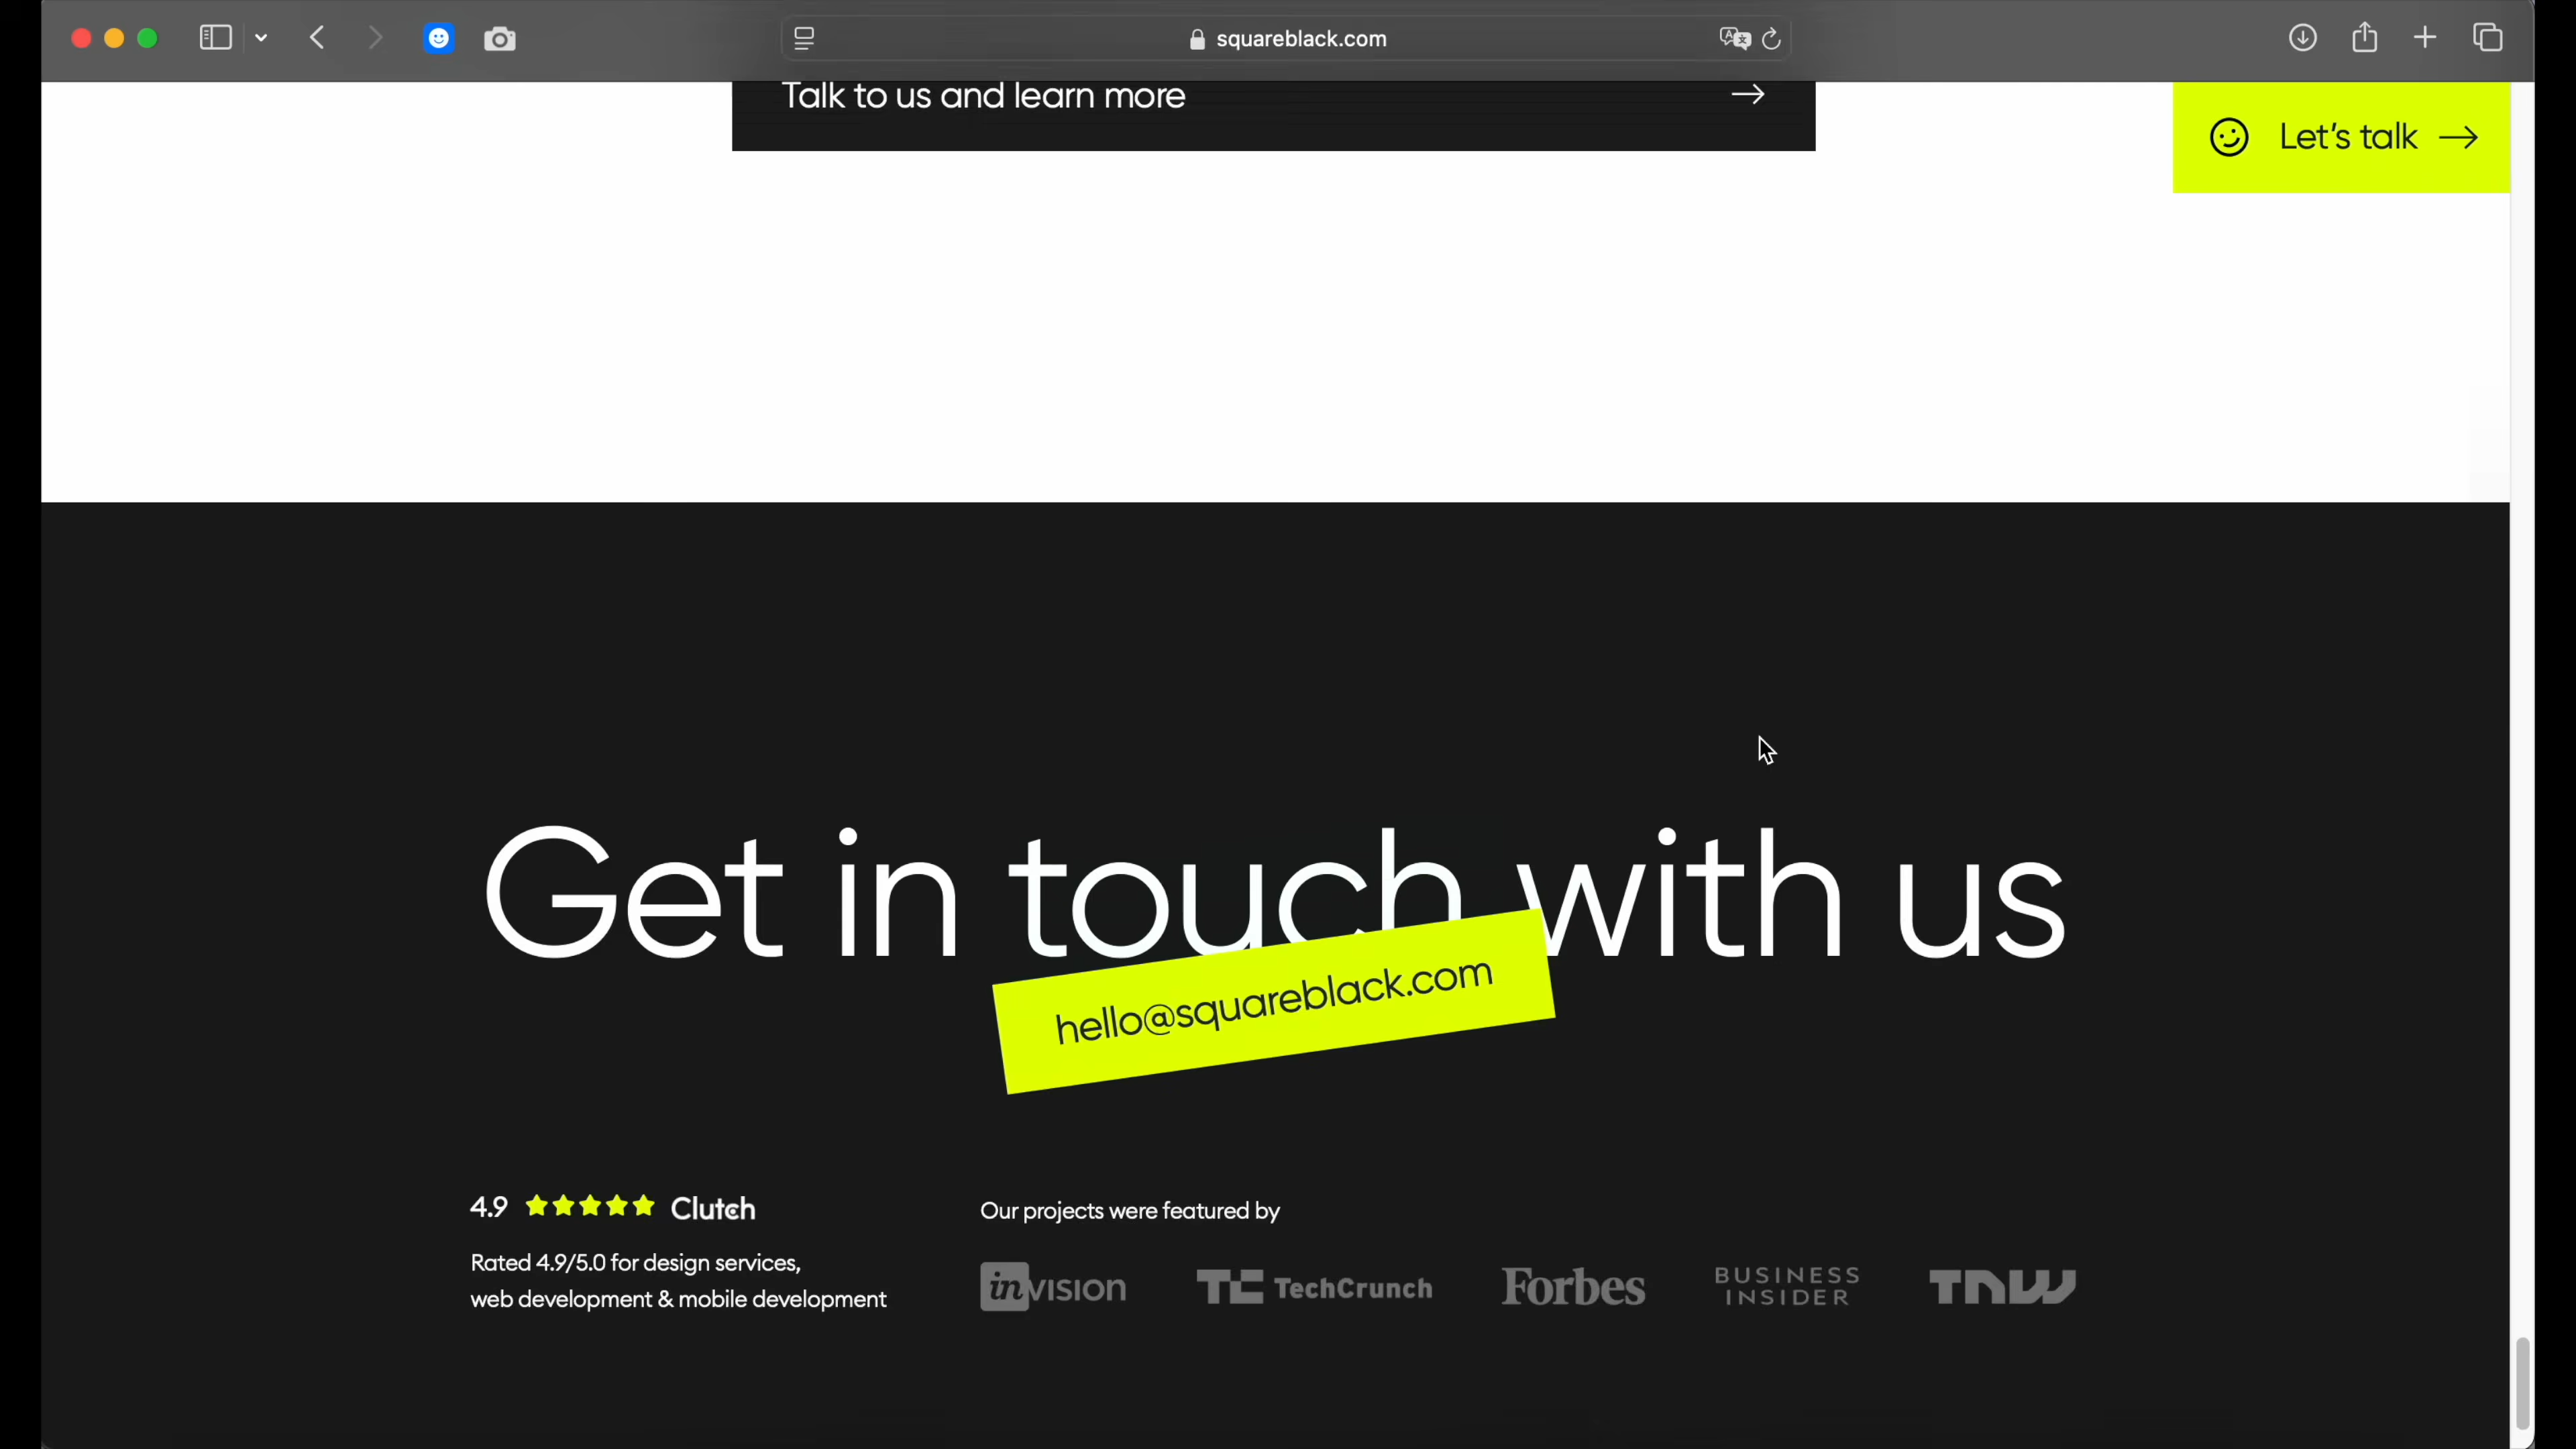 squareblack.com
Talk to us and learn more
Let's talk
Get in touch with us
hello@squareblack.com
4.9 Clutch
Rated 4.9/5.0 for design services,
web development & mobile development
Our projects were featured by
invision
TC TechCrunch
Forbes
BUSINESS
INSIDER
TNW